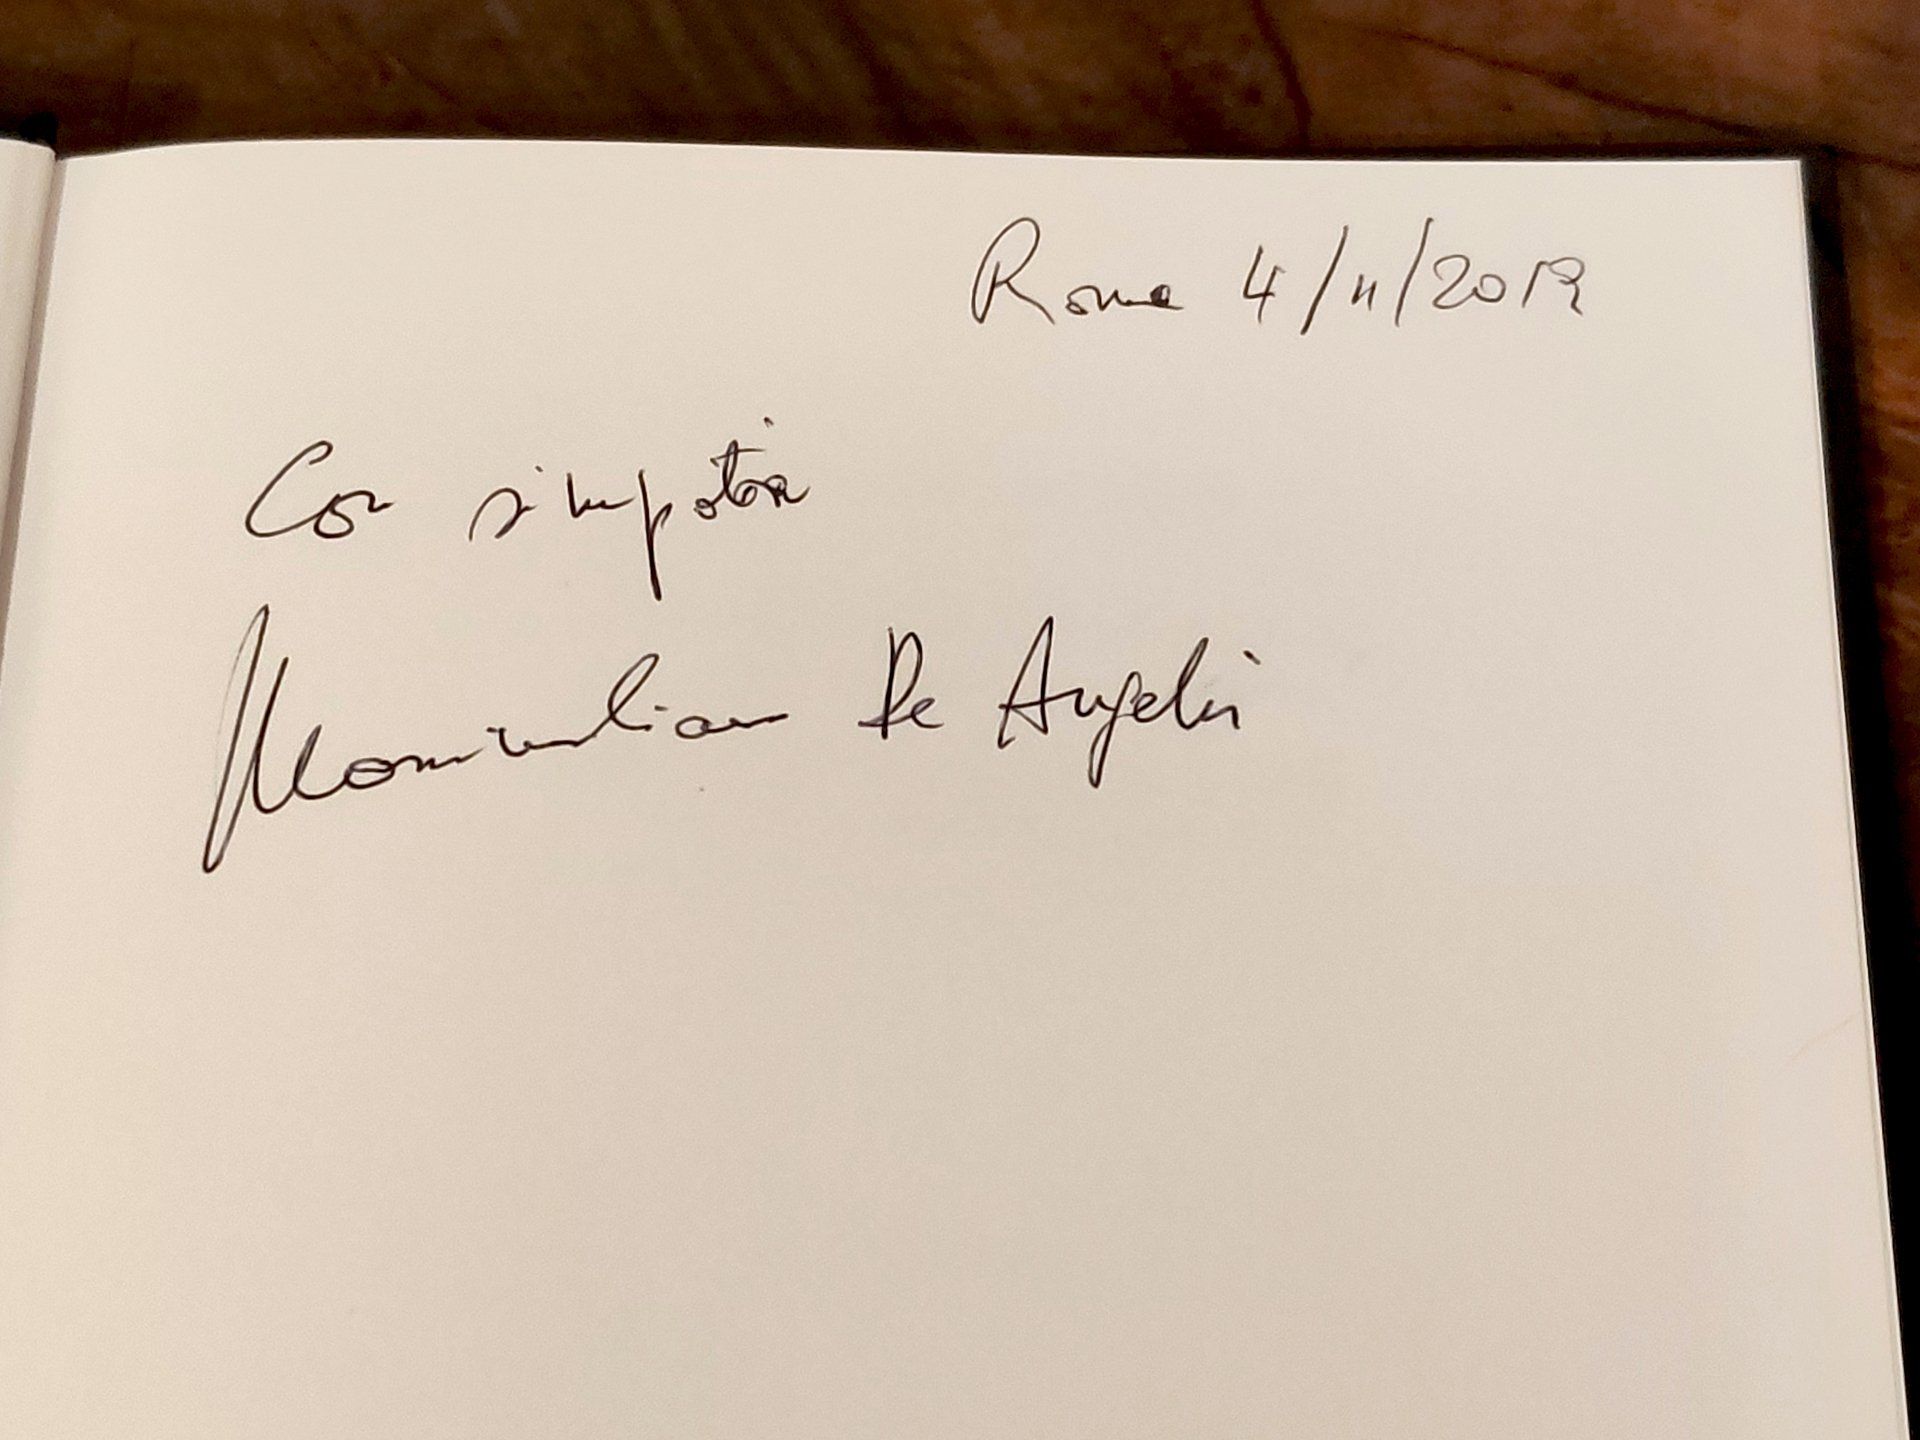 Roma 4/11/2019
Con simpatia
Massimiliano De Angelis